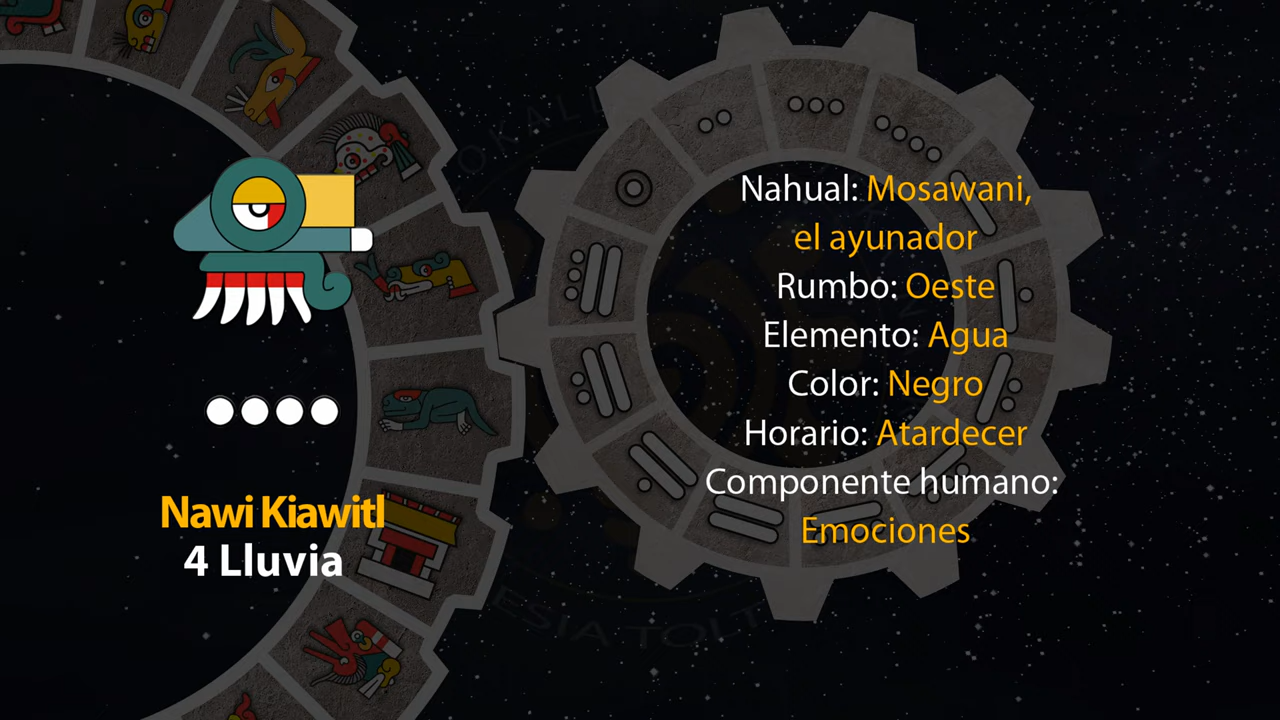 Nawi Kiawitl
4 Lluvia
Nahual: Mosawani,
el ayunador
Rumbo: Oeste
Elemento: Agua
Color: Negro
Horario: Atardecer
Componente humano:
Emociones